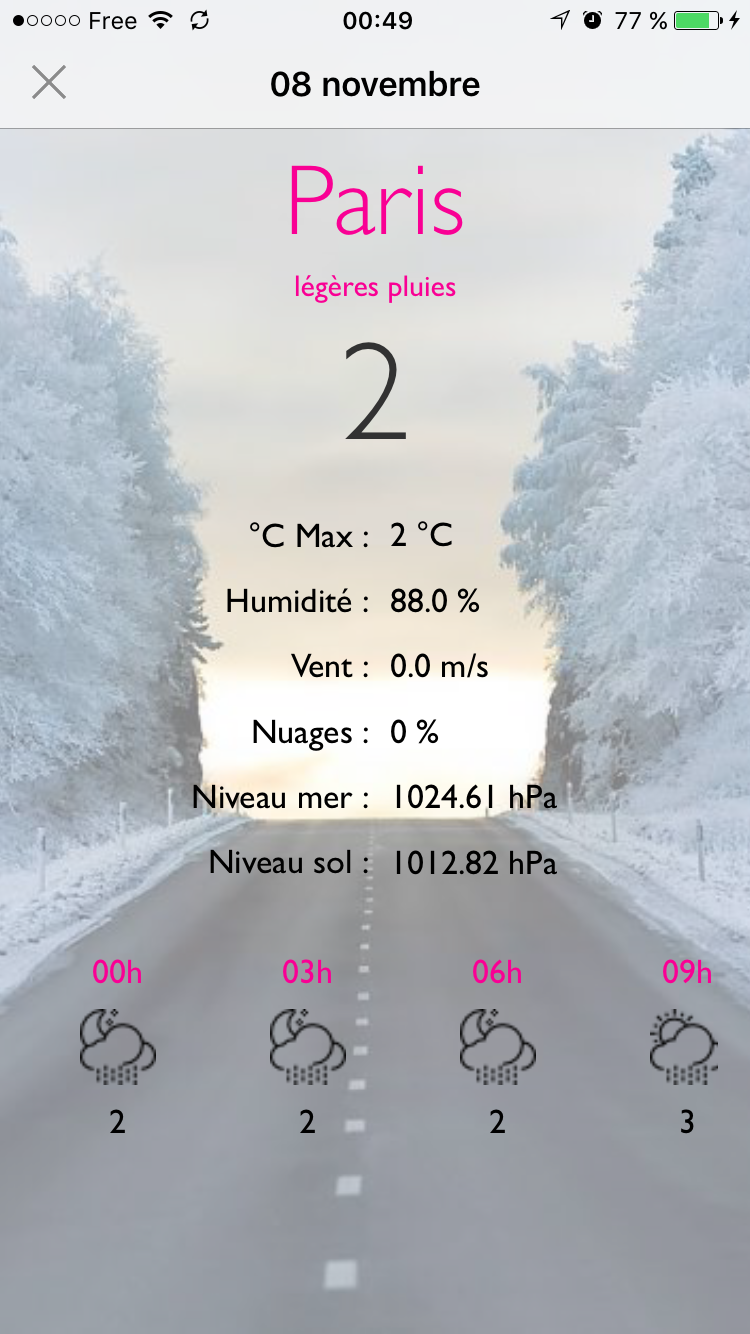 Free 00:49 77 %
08 novembre
Paris
légères pluies
2
°C Max : 2 °C
Humidité : 88.0 %
Vent : 0.0 m/s
Nuages : 0 %
Niveau mer : 1024.61 hPa
Niveau sol : 1012.82 hPa
00h 03h 06h 09h
2 2 2 3